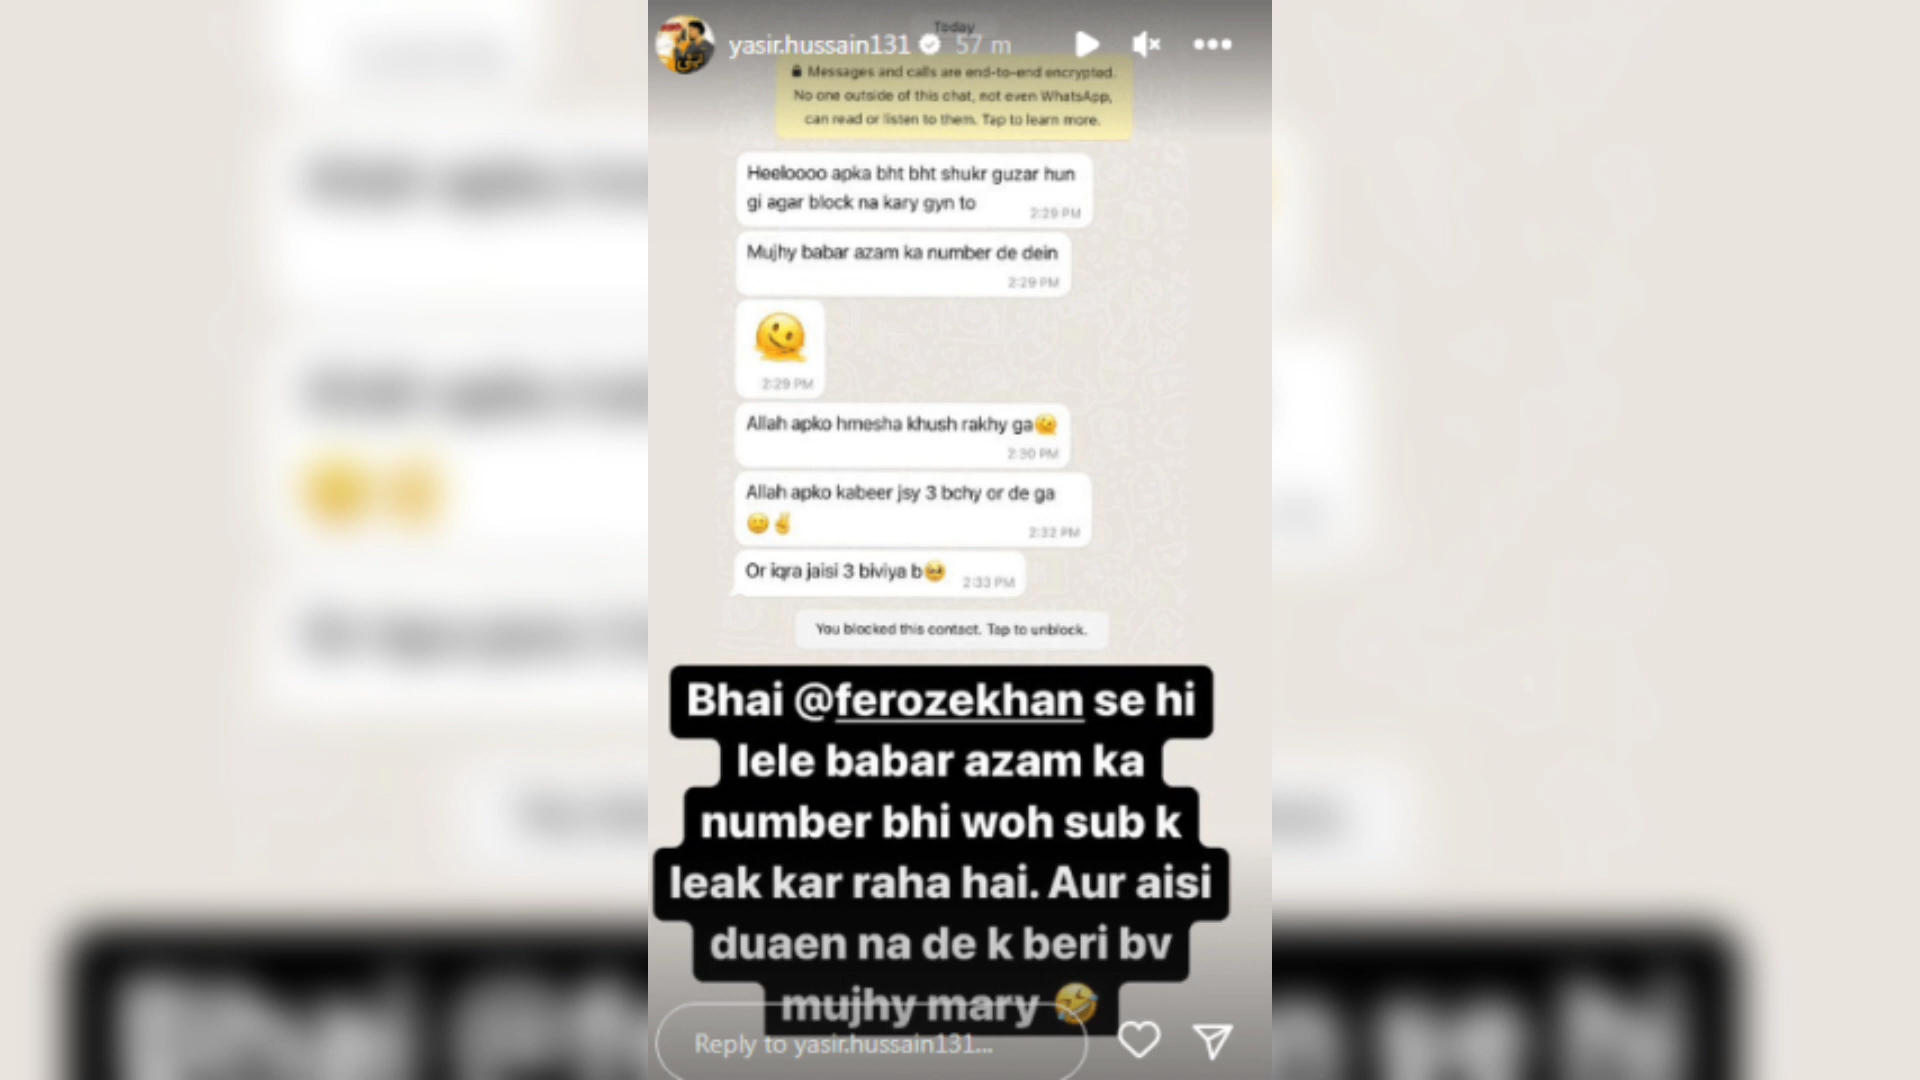 Today
yasir.hussain131 57 m
Messages and calls are end-to-end encrypted.
No one outside of this chat, not even WhatsApp,
can read or listen to them. Tap to learn more.
Heeloooo apka bht bht shukr guzar hun
gi agar block na kary gyn to
2:29 PM
Mujhy babar azam ka number de dein
2:29 PM
🫠
2:29 PM
Allah apko hmesha khush rakhy ga🫠
2:30 PM
Allah apko kabeer jsy 3 bchy or de ga
2:32 PM
Or iqra jaisi 3 biviya b🥹 2:33 PM
You blocked this contact. Tap to unblock.
Bhai @ferozekhan se hi
lele babar azam ka
number bhi woh sub k
leak kar raha hai. Aur aisi
duaen na de k beri bv
mujhy mary 🤣
Reply to yasir.hussain131...